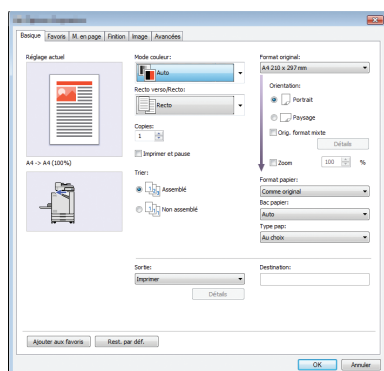 Basique Favoris M. en page Finition Image Avancées
Réglage actuel
A4 -> A4 (100%)
Mode couleur:
Auto
Recto verso/Recto:
Recto
Copies:
1
Imprimer et pause
Trier:
Assemblé
Non assemblé
Format original:
A4 210 x 297 mm
Orientation:
Portrait
Paysage
Orig. format mixte
Détails
Zoom 100 %
Format papier:
Comme original
Bac papier:
Auto
Type pap:
Au choix
Sortie:
Imprimer
Détails
Destination:
Ajouter aux favoris Rest. par déf.
OK Annuler